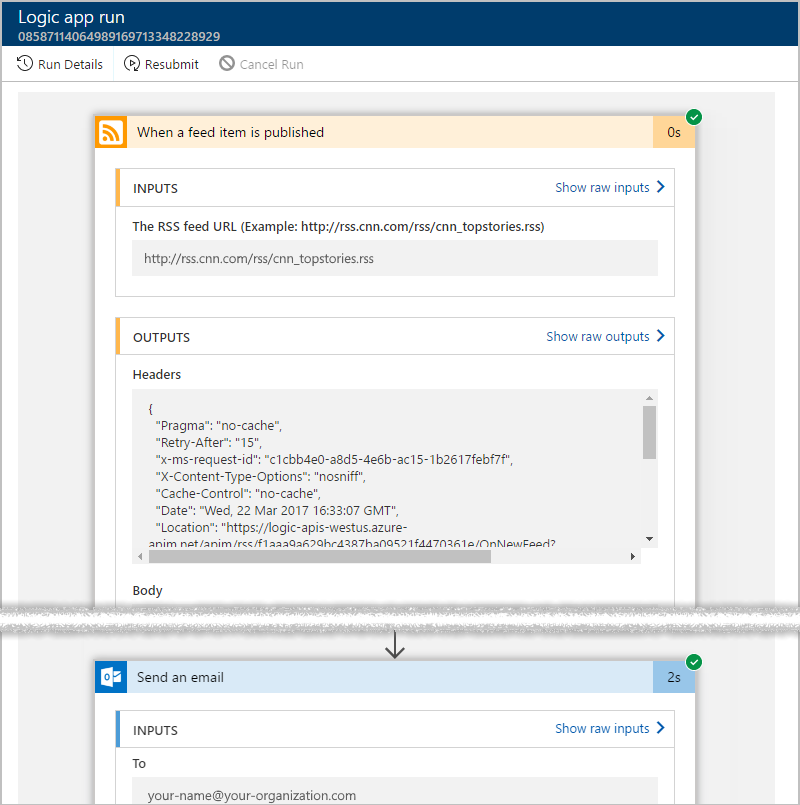 Logic app run
08587114064989169713348228929
Run Details
Resubmit
Cancel Run
When a feed item is published
0s
INPUTS
Show raw inputs
The RSS feed URL (Example: http://rss.cnn.com/rss/cnn_topstories.rss)
http://rss.cnn.com/rss/cnn_topstories.rss
OUTPUTS
Show raw outputs
Headers
{
"Pragma": "no-cache",
"Retry-After": "15",
"x-ms-request-id": "c1cbb4e0-a8d5-4e6b-ac15-1b2617febf7f",
"X-Content-Type-Options": "nosniff",
"Cache-Control": "no-cache",
"Date": "Wed, 22 Mar 2017 16:33:07 GMT",
"Location": "https://logic-apis-westus.azure-
apim.net/apim/rss/f1aaa9a629bc4387ba09521f4470361e/OnNewFeed?
Body
Send an email
2s
INPUTS
Show raw inputs
To
your-name@your-organization.com